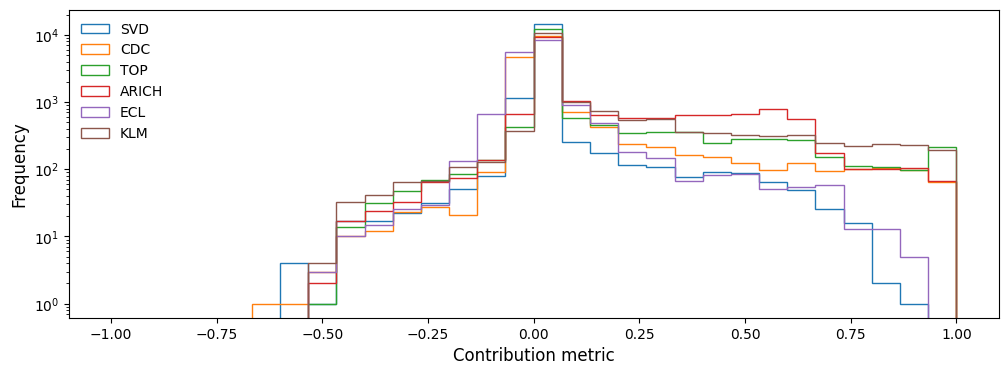 SVD
CDC
TOP
ARICH
ECL
KLM
Frequency
10⁴
10³
10²
10¹
10⁰
−1.00 −0.75 −0.50 −0.25 0.00 0.25 0.50 0.75 1.00
Contribution metric